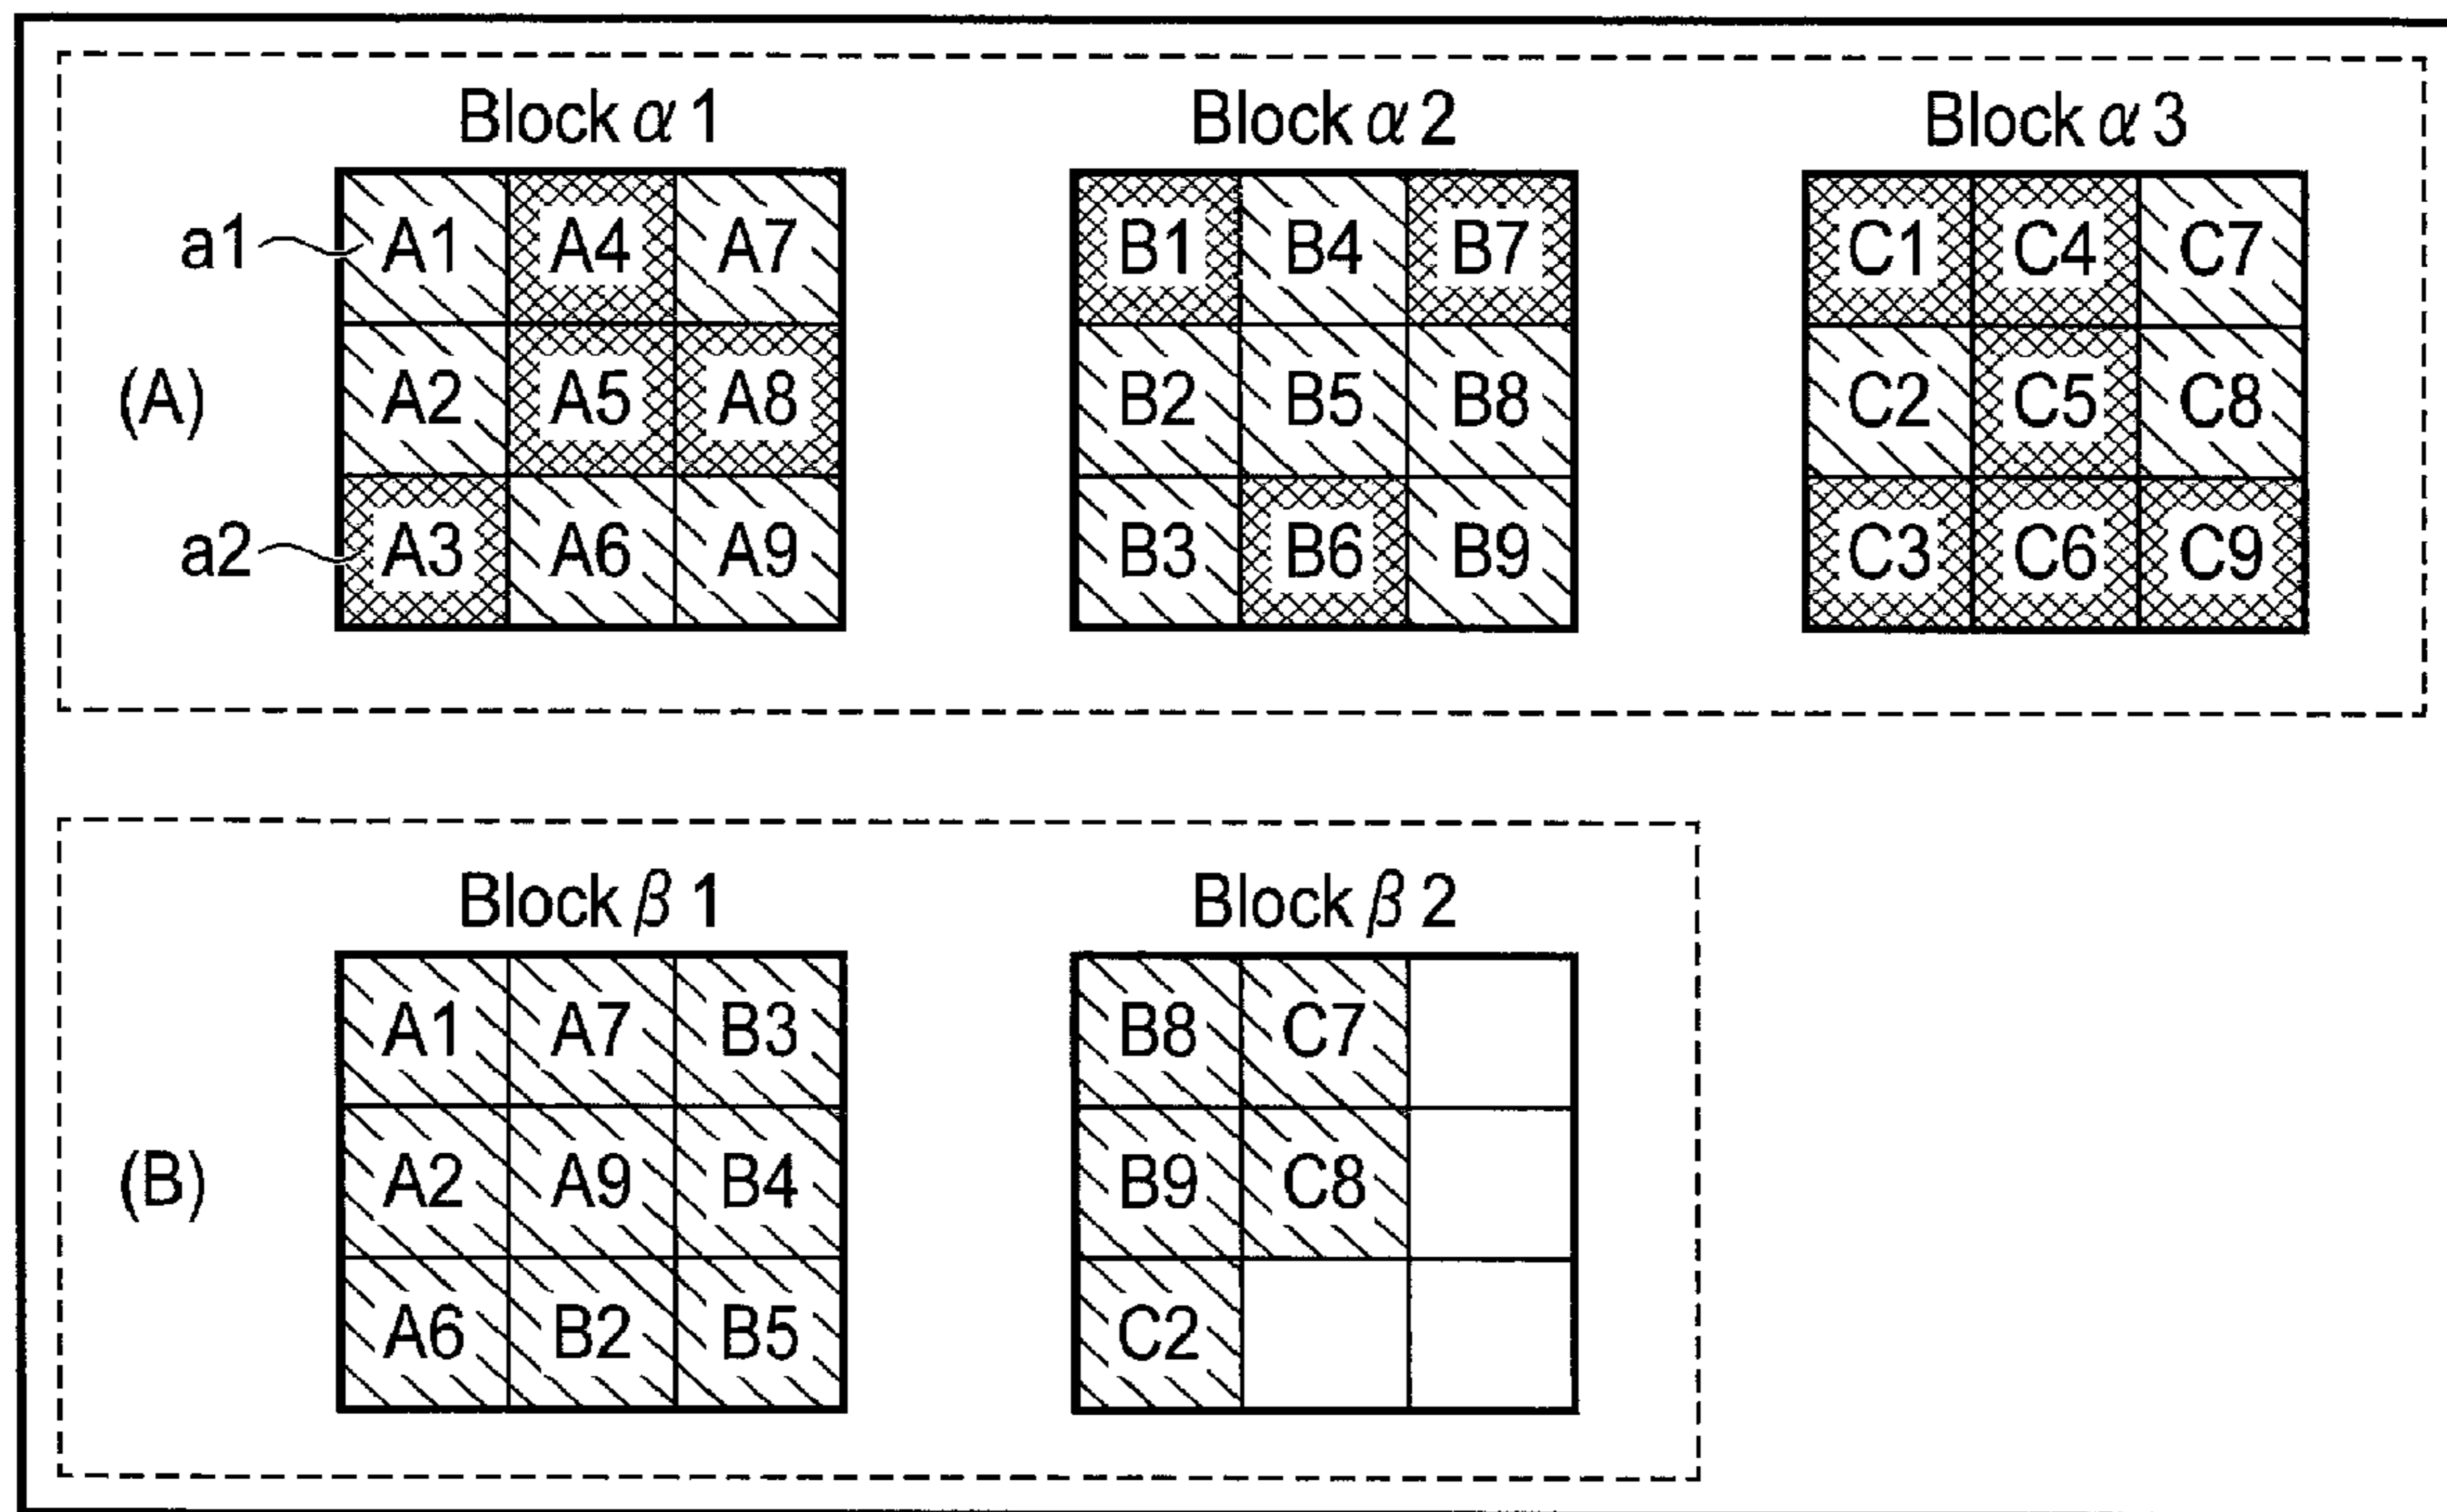 Block α 1 Block α 2 Block α 3
a1 A1 A4 A7 B1 B4 B7 C1 C4 C7
(A) A2 A5 A8 B2 B5 B8 C2 C5 C8
a2 A3 A6 A9 B3 B6 B9 C3 C6 C9
Block β 1 Block β 2
A1 A7 B3 B8 C7
(B) A2 A9 B4 B9 C8
A6 B2 B5 C2